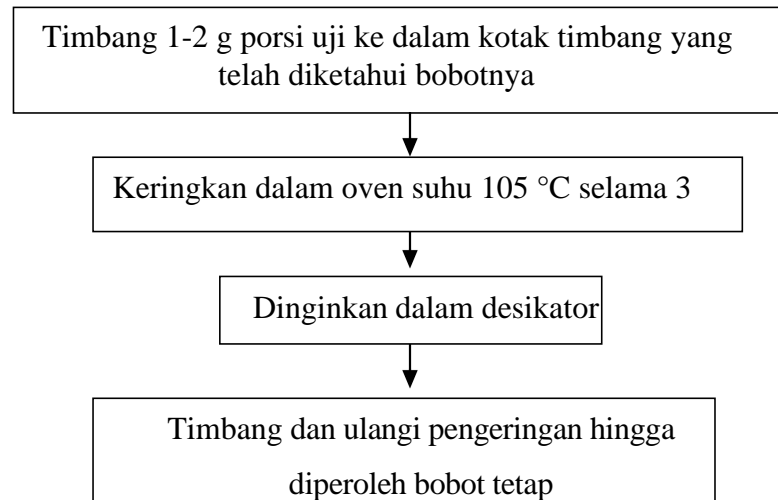 Timbang 1-2 g porsi uji ke dalam kotak timbang yang
telah diketahui bobotnya
Keringkan dalam oven suhu 105 °C selama 3
Dinginkan dalam desikator
Timbang dan ulangi pengeringan hingga
diperoleh bobot tetap